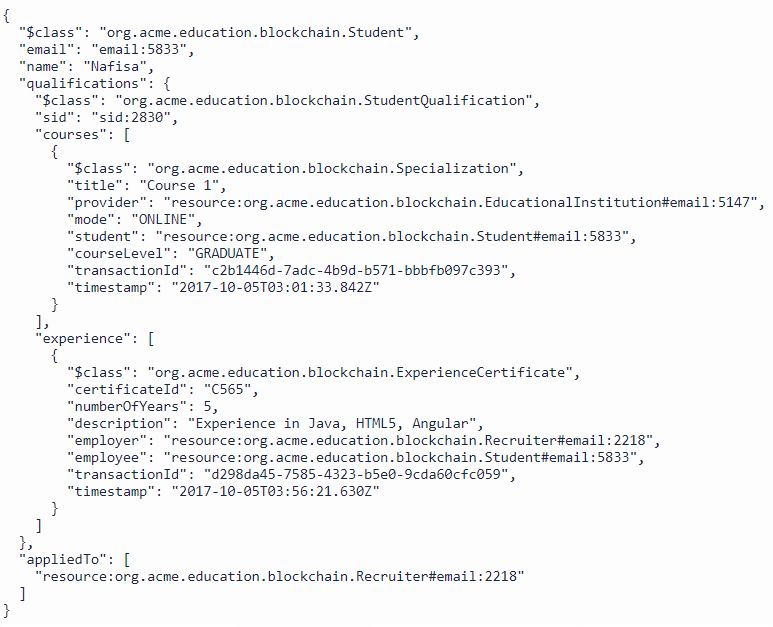 {
  "$class": "org.acme.education.blockchain.Student",
  "email": "email:5833",
  "name": "Nafisa",
  "qualifications": {
    "$class": "org.acme.education.blockchain.StudentQualification",
    "sid": "sid:2830",
    "courses": [
      {
        "$class": "org.acme.education.blockchain.Specialization",
        "title": "Course 1",
        "provider": "resource:org.acme.education.blockchain.EducationalInstitution#email:5147",
        "mode": "ONLINE",
        "student": "resource:org.acme.education.blockchain.Student#email:5833",
        "courseLevel": "GRADUATE",
        "transactionId": "c2b1446d-7adc-4b9d-b571-bbbfb097c393",
        "timestamp": "2017-10-05T03:01:33.842Z"
      }
    ],
    "experience": [
      {
        "$class": "org.acme.education.blockchain.ExperienceCertificate",
        "certificateId": "C565",
        "numberOfYears": 5,
        "description": "Experience in Java, HTML5, Angular",
        "employer": "resource:org.acme.education.blockchain.Recruiter#email:2218",
        "employee": "resource:org.acme.education.blockchain.Student#email:5833",
        "transactionId": "d298da45-7585-4323-b5e0-9cda60cfc059",
        "timestamp": "2017-10-05T03:56:21.630Z"
      }
    ]
  },
  "appliedTo": [
    "resource:org.acme.education.blockchain.Recruiter#email:2218"
  ]
}